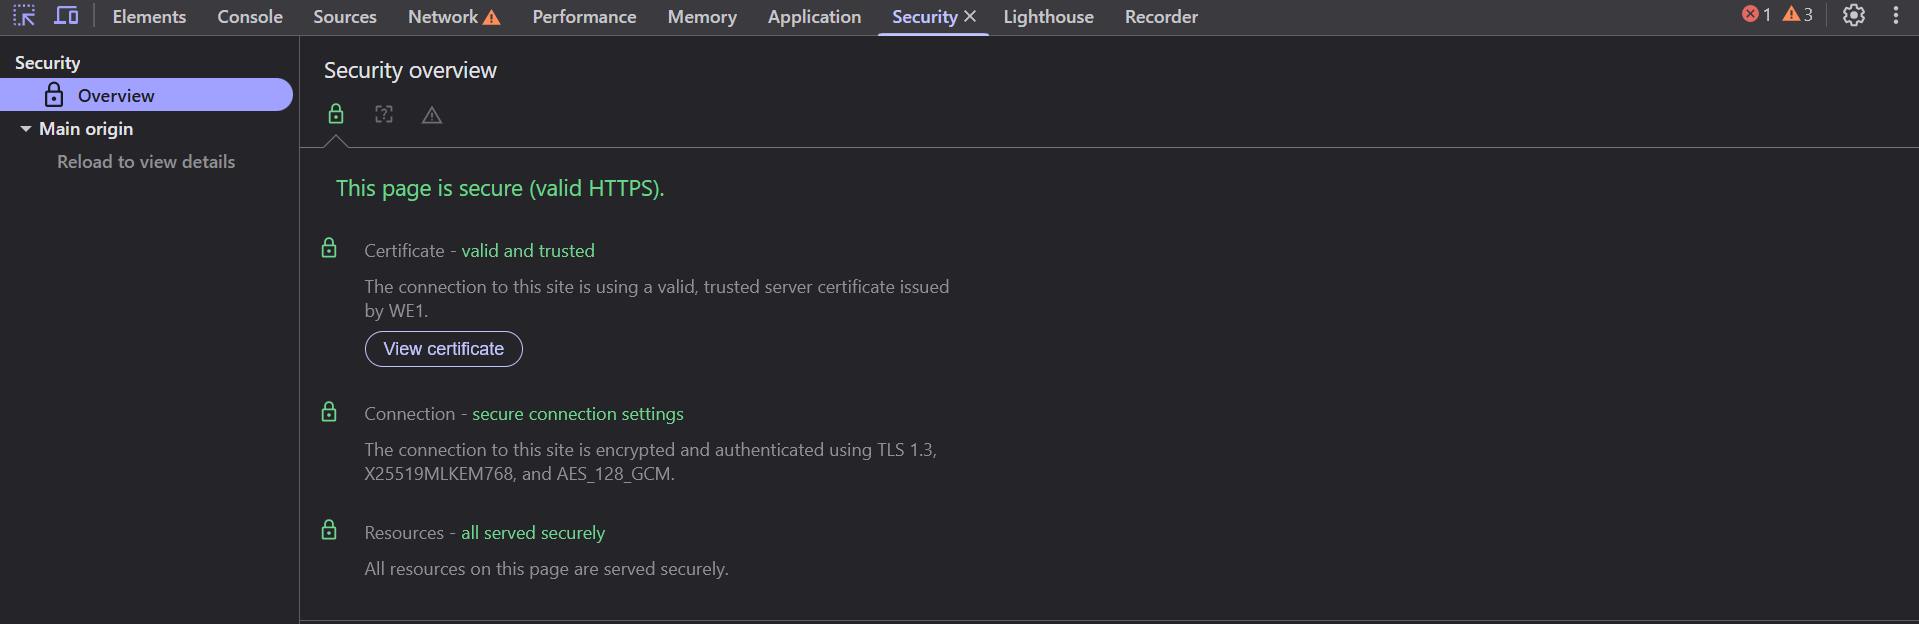 Elements Console Sources Network Performance Memory Application Security Lighthouse Recorder 1 3
Security
Overview
Main origin
Reload to view details
Security overview
This page is secure (valid HTTPS).
Certificate - valid and trusted
The connection to this site is using a valid, trusted server certificate issued
by WE1.
View certificate
Connection - secure connection settings
The connection to this site is encrypted and authenticated using TLS 1.3,
X25519MLKEM768, and AES_128_GCM.
Resources - all served securely
All resources on this page are served securely.